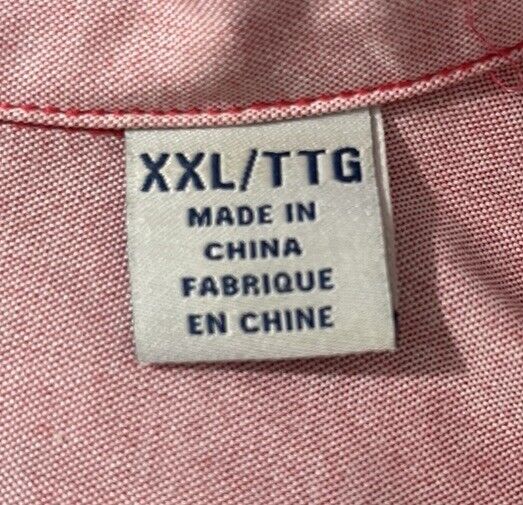 XXL/TTG
MADE IN
CHINA
FABRIQUE
EN CHINE